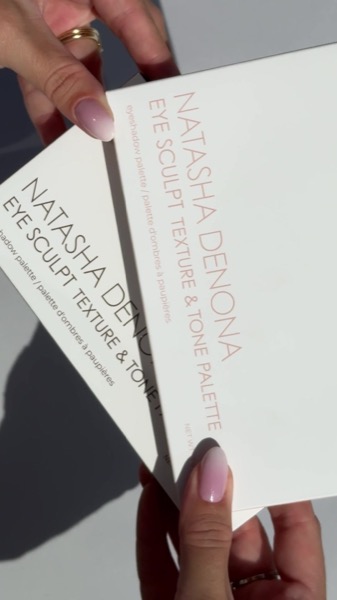 NATASHA DENONA
EYE SCULPT TEXTURE & TONE PALETTE
eyeshadow palette / palette d'ombres à paupières
NATASHA DENO
EYE SCULPT TEXTURE & TONE
palette / palette d'ombres à paupières